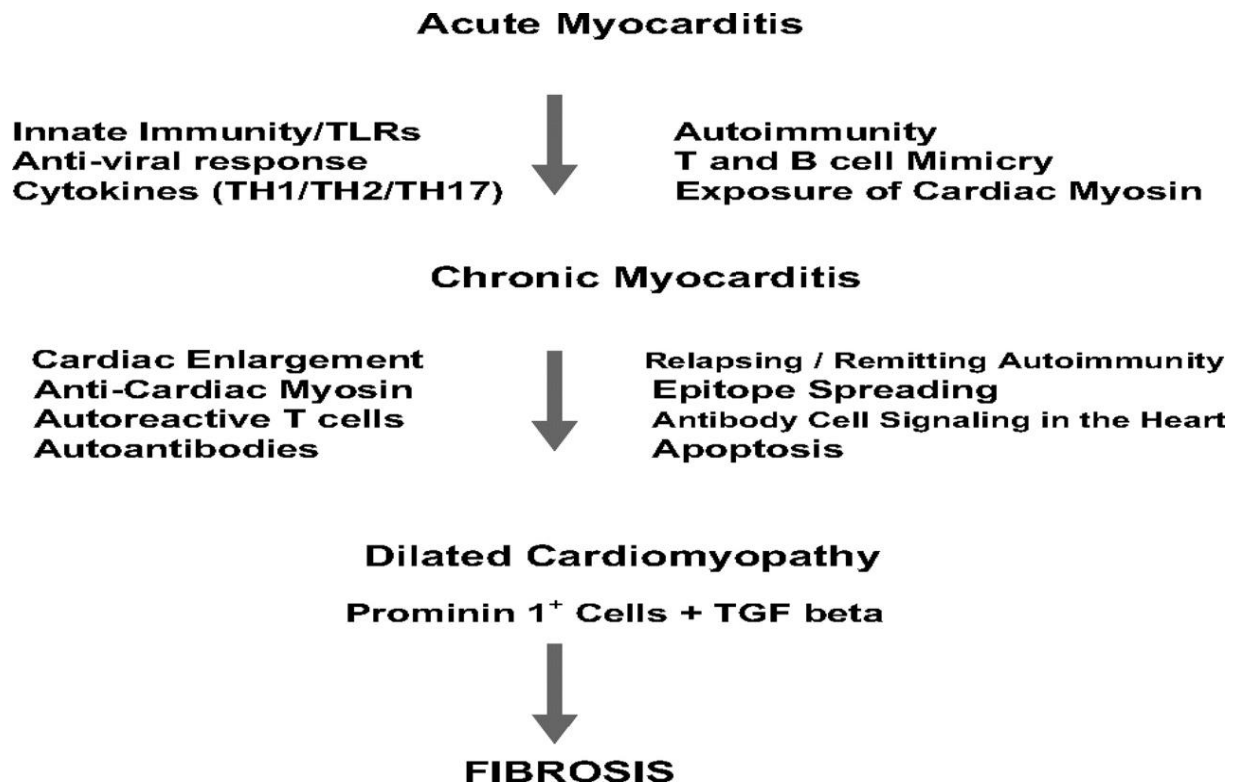 Acute Myocarditis
Innate Immunity/TLRs
Anti-viral response
Cytokines (TH1/TH2/TH17)
Autoimmunity
T and B cell Mimicry
Exposure of Cardiac Myosin
Chronic Myocarditis
Cardiac Enlargement
Anti-Cardiac Myosin
Autoreactive T cells
Autoantibodies
Relapsing / Remitting Autoimmunity
Epitope Spreading
Antibody Cell Signaling in the Heart
Apoptosis
Dilated Cardiomyopathy
Prominin 1⁺ Cells + TGF beta
FIBROSIS